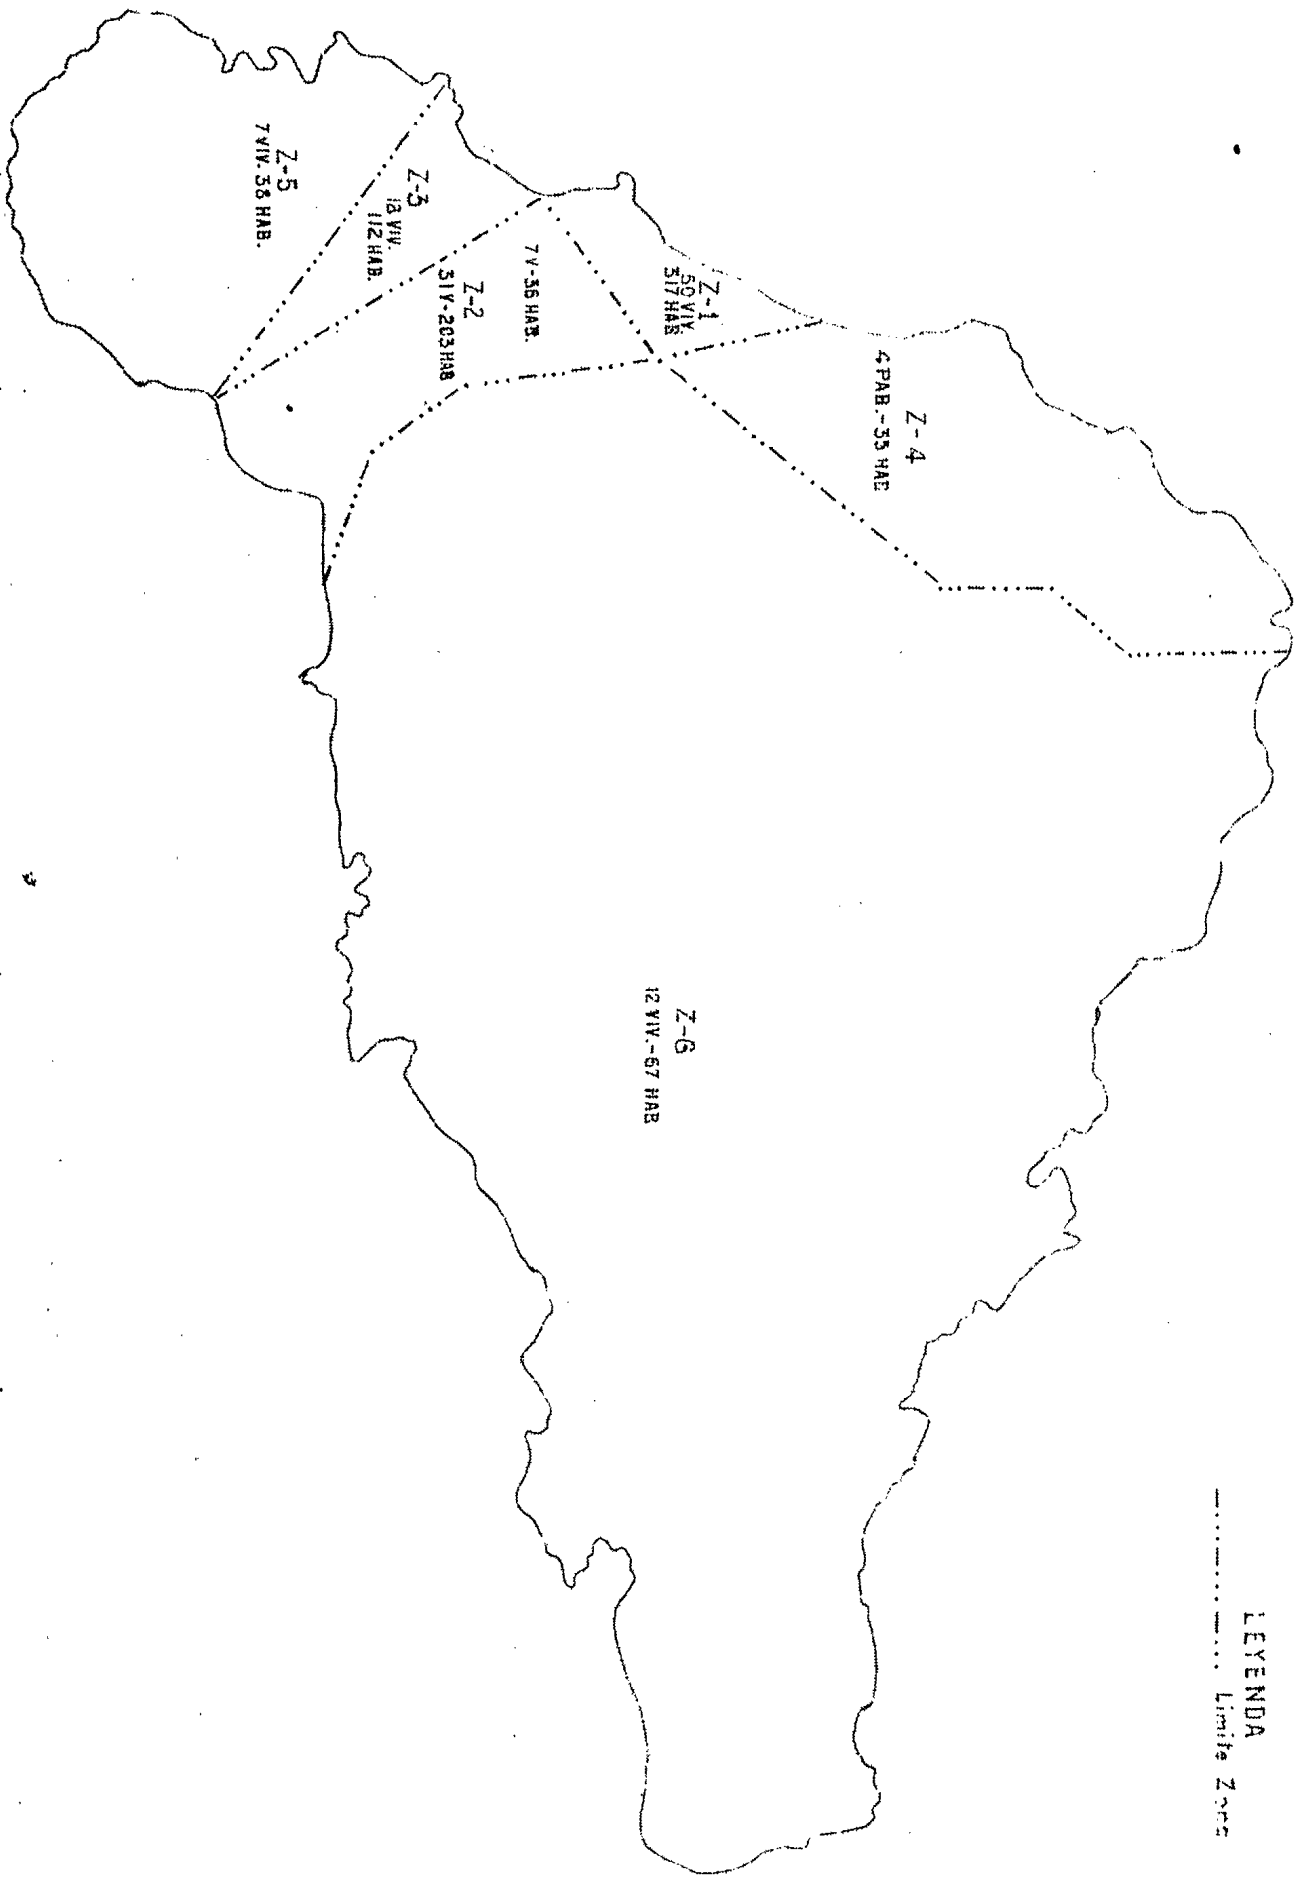 LEYENDA
Limite Zona
Z-4
4 PAB.-35 HAB
Z-1
50 VIV.
317 HAB
7 V-36 HAB.
Z-2
31 V-203 HAB
Z-3
18 VIV.
112 HAB.
Z-5
7 VIV. 38 HAB.
Z-6
12 VIV.-67 HAB